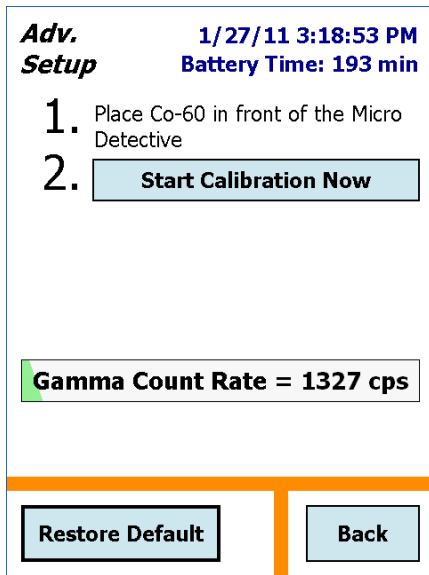 Adv. 1/27/11 3:18:53 PM
Setup Battery Time: 193 min
1. Place Co-60 in front of the Micro
Detective
2. Start Calibration Now
Gamma Count Rate = 1327 cps
Restore Default Back